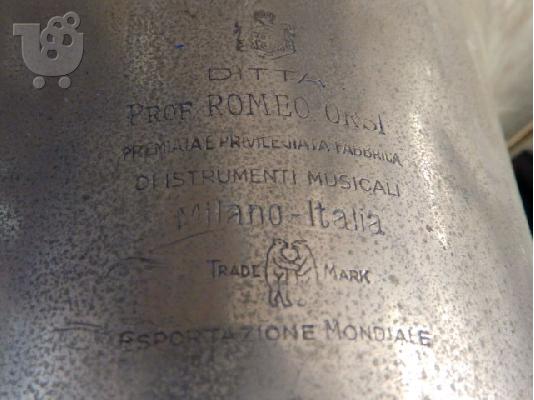 DITTA
PROF. ROMEO ORSI
PREMIATA E PRIVILEGIATA FABBRICA
DI ISTRUMENTI MUSICALI
Milano-Italia
TRADE MARK
ESPORTAZIONE MONDIALE